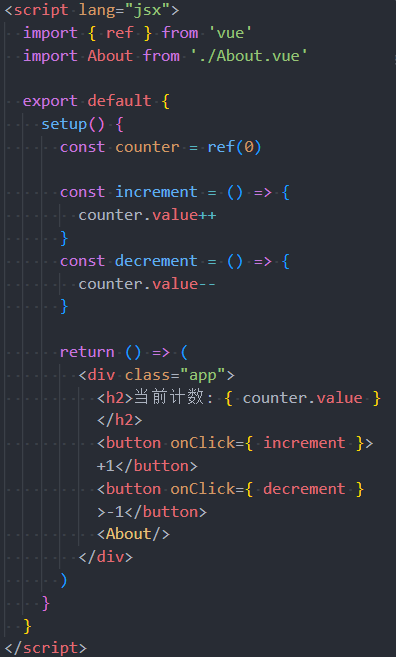 <script lang="jsx">
  import { ref } from 'vue'
  import About from './About.vue'

  export default {
    setup() {
      const counter = ref(0)

      const increment = () => {
        counter.value++
      }
      const decrement = () => {
        counter.value--
      }

      return () => (
        <div class="app">
          <h2>当前计数: { counter.value }
          </h2>
          <button onClick={ increment }>
          +1</button>
          <button onClick={ decrement }
          >-1</button>
          <About/>
        </div>
      )
    }
  }
</script>